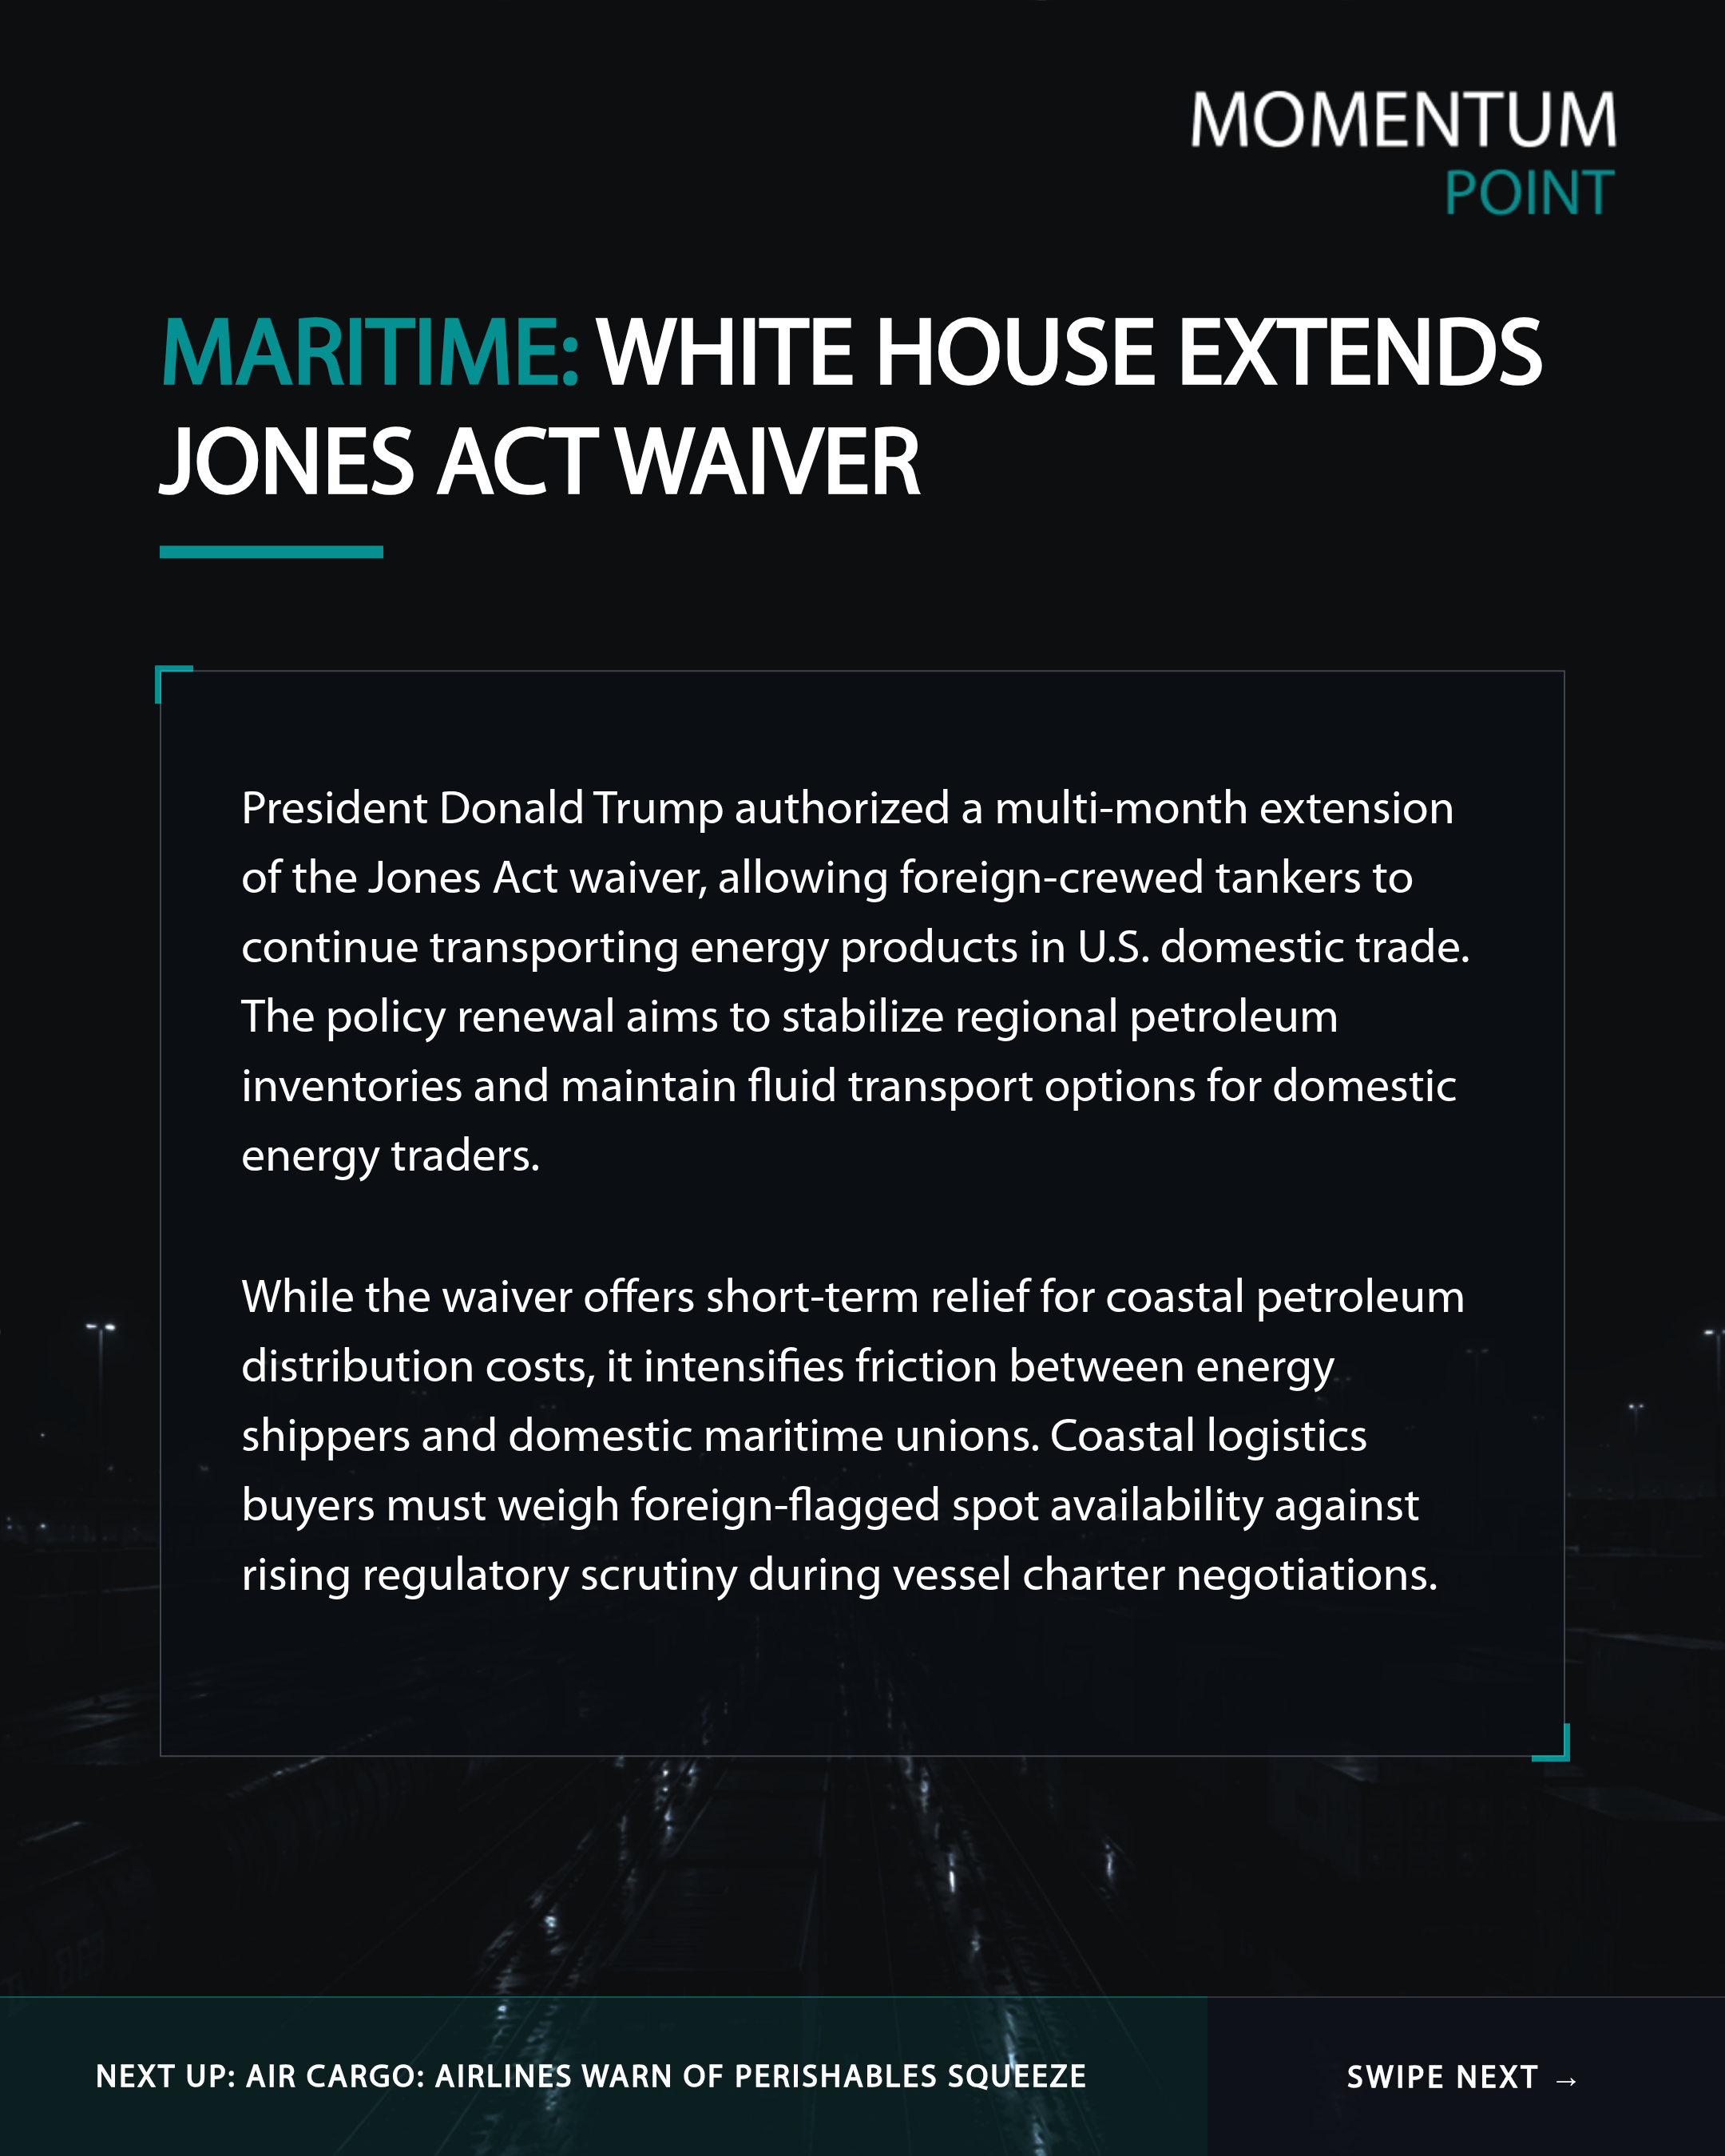 MOMENTUM
POINT
MARITIME: WHITE HOUSE EXTENDS
JONES ACT WAIVER
President Donald Trump authorized a multi-month extension
of the Jones Act waiver, allowing foreign-crewed tankers to
continue transporting energy products in U.S. domestic trade.
The policy renewal aims to stabilize regional petroleum
inventories and maintain fluid transport options for domestic
energy traders.
While the waiver offers short-term relief for coastal petroleum
distribution costs, it intensifies friction between energy
shippers and domestic maritime unions. Coastal logistics
buyers must weigh foreign-flagged spot availability against
rising regulatory scrutiny during vessel charter negotiations.
NEXT UP: AIR CARGO: AIRLINES WARN OF PERISHABLES SQUEEZE
SWIPE NEXT →